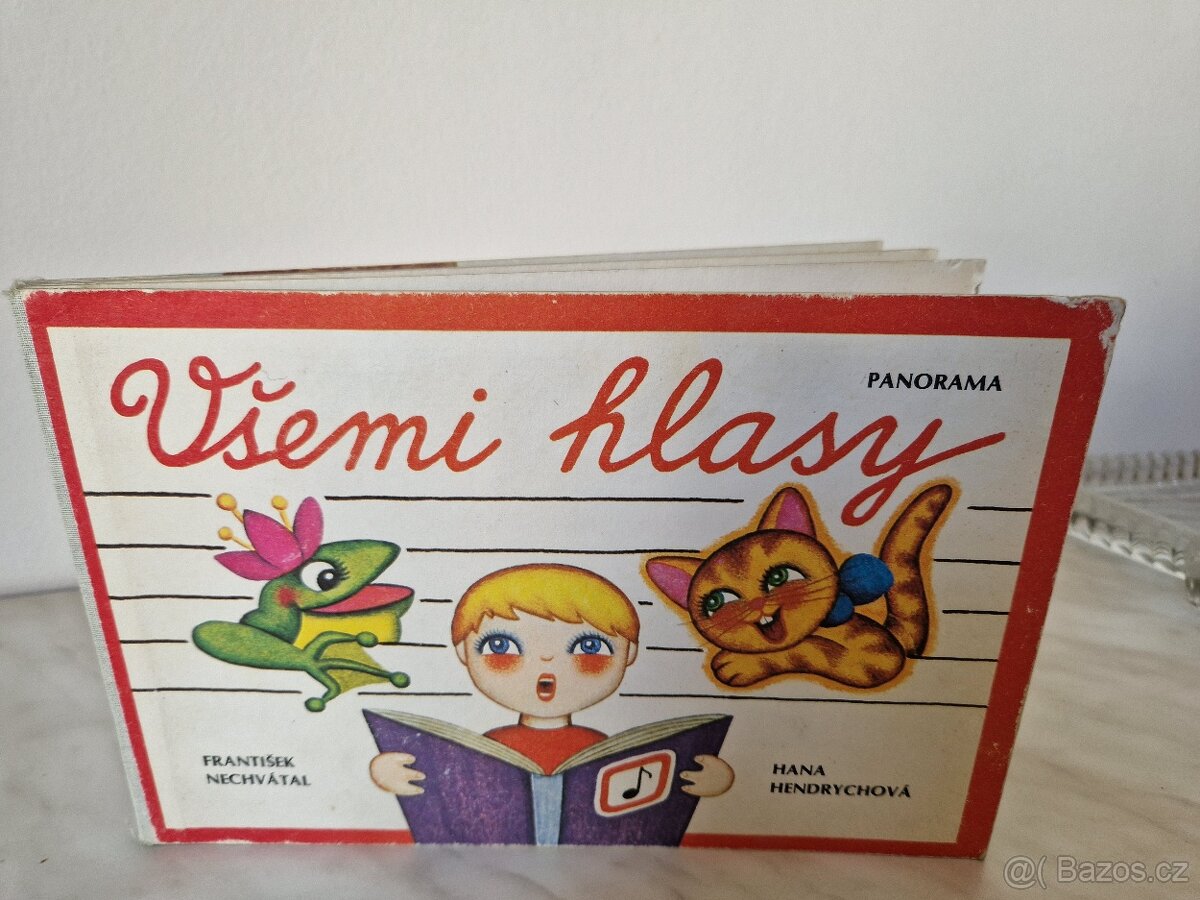 Všemi hlasy
PANORAMA
FRANTIŠEK
NECHVÁTAL
HANA
HENDRYCHOVÁ
@( Bazos.cz